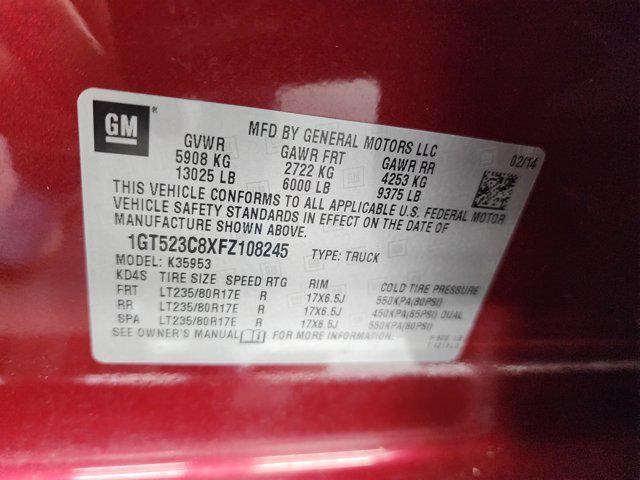 GM
MFD BY GENERAL MOTORS LLC
02/14
GVWR GAWR FRT GAWR RR
5908 KG 2722 KG 4253 KG
13025 LB 6000 LB 9375 LB
THIS VEHICLE CONFORMS TO ALL APPLICABLE U.S. FEDERAL MOTOR
VEHICLE SAFETY STANDARDS IN EFFECT ON THE DATE OF
MANUFACTURE SHOWN ABOVE.
1GT523C8XFZ108245 TYPE: TRUCK
MODEL: K35953
KD4S TIRE SIZE SPEED RTG RIM COLD TIRE PRESSURE
FRT LT235/80R17E R 17X6.5J 550KPA(80PSI)
RR LT235/80R17E R 17X6.5J 450KPA(65PSI) DUAL
SPA LT235/80R17E R 17X6.5J 550KPA(80PSI)
SEE OWNER'S MANUAL FOR MORE INFORMATION.